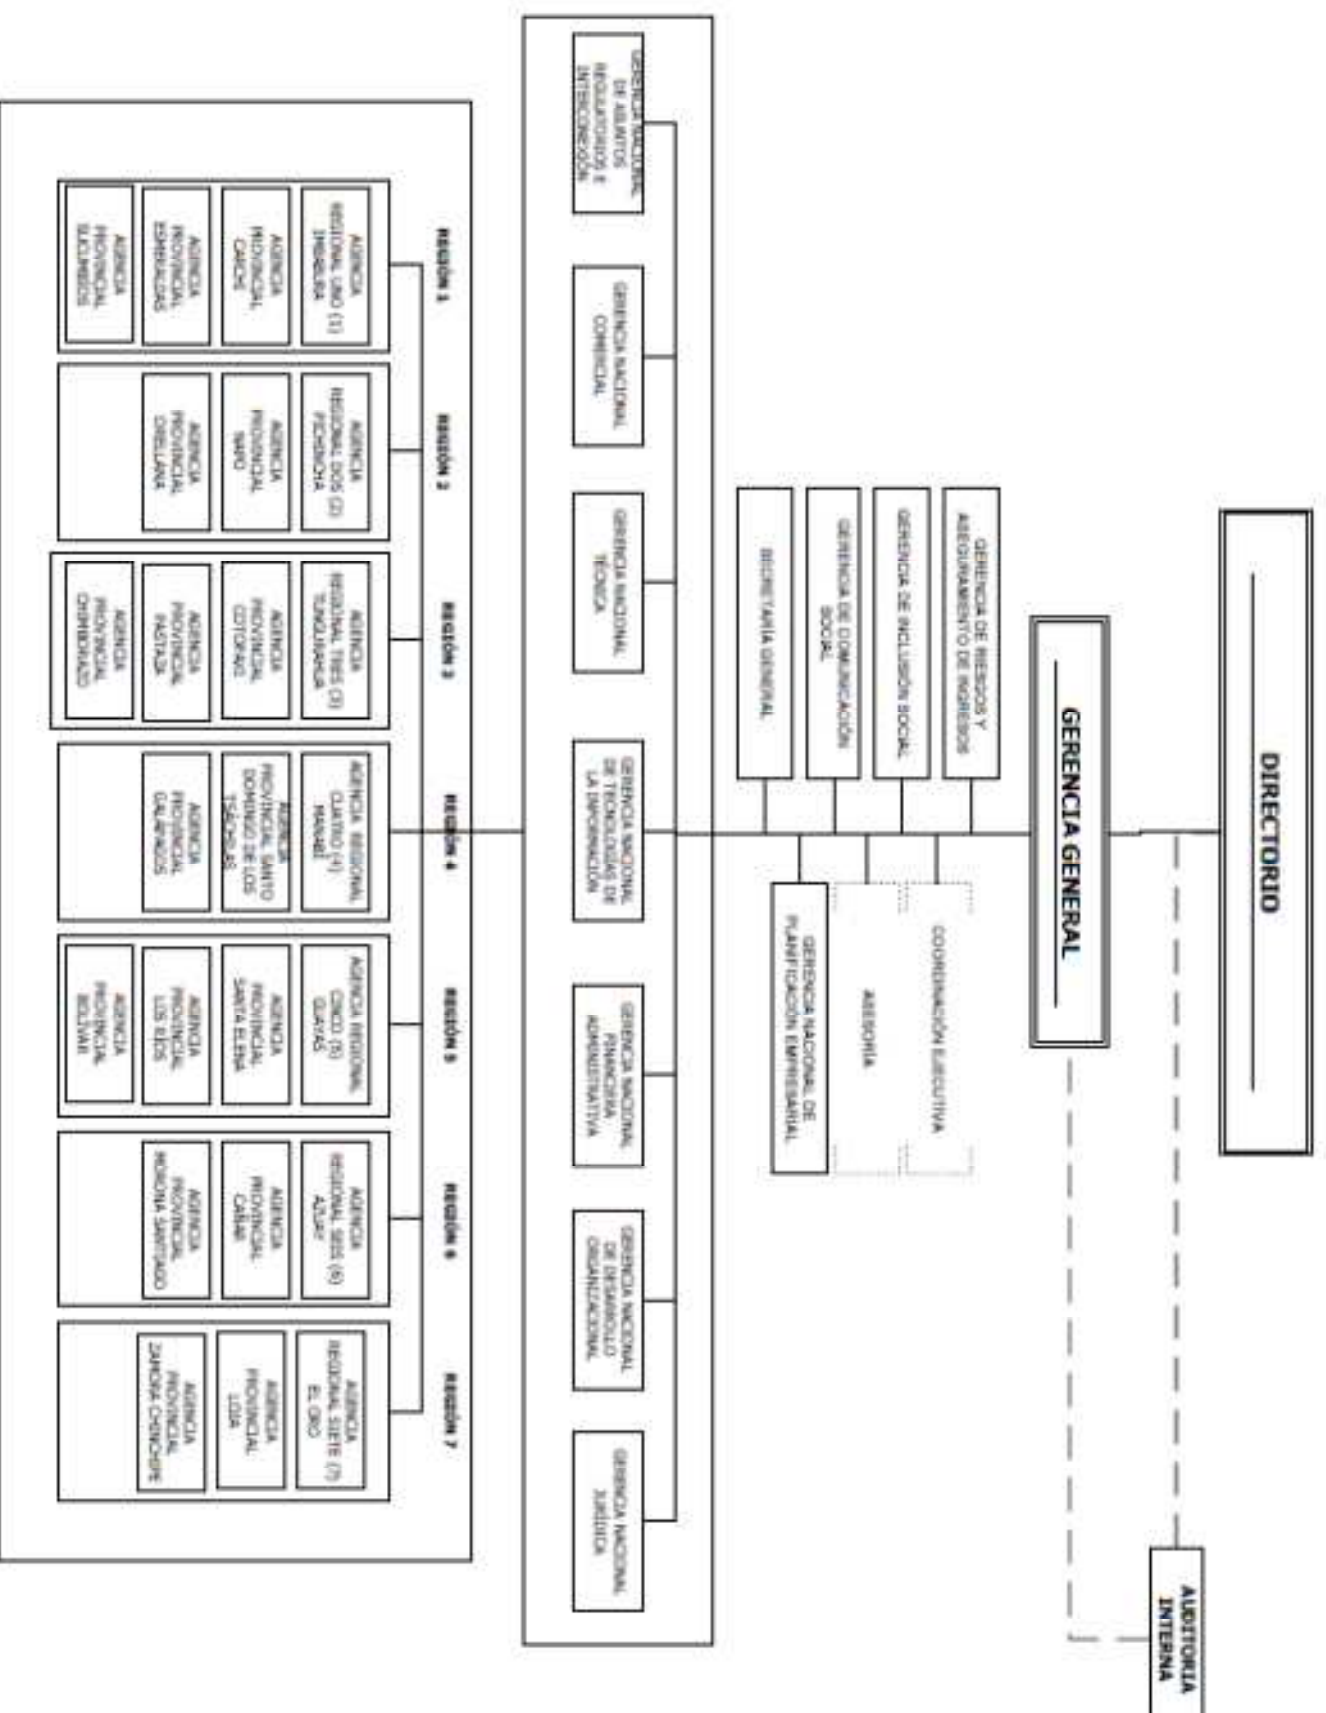 DIRECTORIO
AUDITORIA
INTERNA
GERENCIA GENERAL
GERENCIA DE RIESGOS Y
ASEGURAMIENTO DE INGRESOS
GERENCIA DE INCLUSIÓN SOCIAL
GERENCIA DE COMUNICACIÓN
SOCIAL
SECRETARÍA GENERAL
COORDINACIÓN EJECUTIVA
ASESORÍA
GERENCIA NACIONAL DE
PLANIFICACIÓN EMPRESARIAL
GERENCIA NACIONAL
DE ASUNTOS
REGULATORIOS E
INTERCONEXIÓN
GERENCIA NACIONAL
COMERCIAL
GERENCIA NACIONAL
TÉCNICA
GERENCIA NACIONAL
DE TECNOLOGÍAS DE
LA INFORMACIÓN
GERENCIA NACIONAL
FINANCIERA
ADMINISTRATIVA
GERENCIA NACIONAL
DE DESARROLLO
ORGANIZACIONAL
GERENCIA NACIONAL
JURÍDICA
REGIÓN 1
AGENCIA
REGIONAL UNO (1)
IMBABURA
AGENCIA
PROVINCIAL
CARCHI
AGENCIA
PROVINCIAL
ESMERALDAS
AGENCIA
PROVINCIAL
SUCUMBIOS
REGIÓN 2
AGENCIA
REGIONAL DOS (2)
PICHINCHA
AGENCIA
PROVINCIAL
NAPO
AGENCIA
PROVINCIAL
ORELLANA
REGIÓN 3
AGENCIA
REGIONAL TRES (3)
TUNGURAHUA
AGENCIA
PROVINCIAL
COTOPAXI
AGENCIA
PROVINCIAL
PASTAZA
AGENCIA
PROVINCIAL
CHIMBORAZO
REGIÓN 4
AGENCIA REGIONAL
CUATRO (4)
MANABÍ
AGENCIA
PROVINCIAL SANTO
DOMINGO DE LOS
TSACHILAS
AGENCIA
PROVINCIAL
GALAPAGOS
REGIÓN 5
AGENCIA REGIONAL
CINCO (5)
GUAYAS
AGENCIA
PROVINCIAL
SANTA ELENA
AGENCIA
PROVINCIAL
LOS RÍOS
AGENCIA
PROVINCIAL
BOLÍVAR
REGIÓN 6
AGENCIA
REGIONAL SEIS (6)
AZUAY
AGENCIA
PROVINCIAL
CAÑAR
AGENCIA
PROVINCIAL
MORONA SANTIAGO
REGIÓN 7
AGENCIA
REGIONAL SIETE (7)
EL ORO
AGENCIA
PROVINCIAL
LOJA
AGENCIA
PROVINCIAL
ZAMORA CHINCHIPE